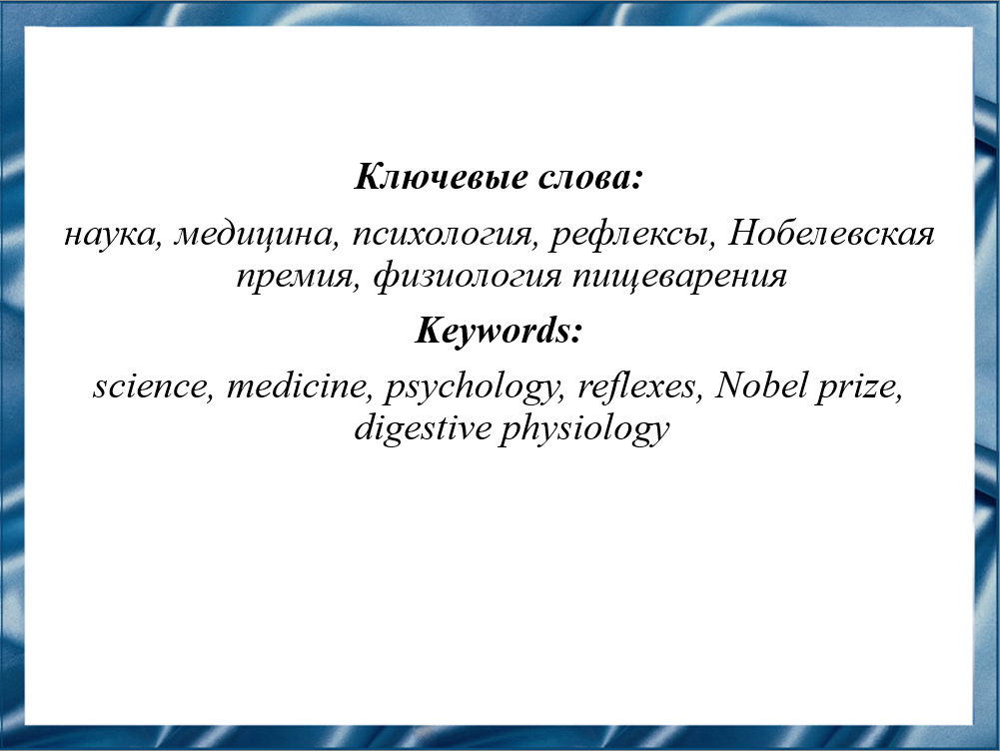 Ключевые слова:
наука, медицина, психология, рефлексы, Нобелевская
премия, физиология пищеварения
Keywords:
science, medicine, psychology, reflexes, Nobel prize,
digestive physiology